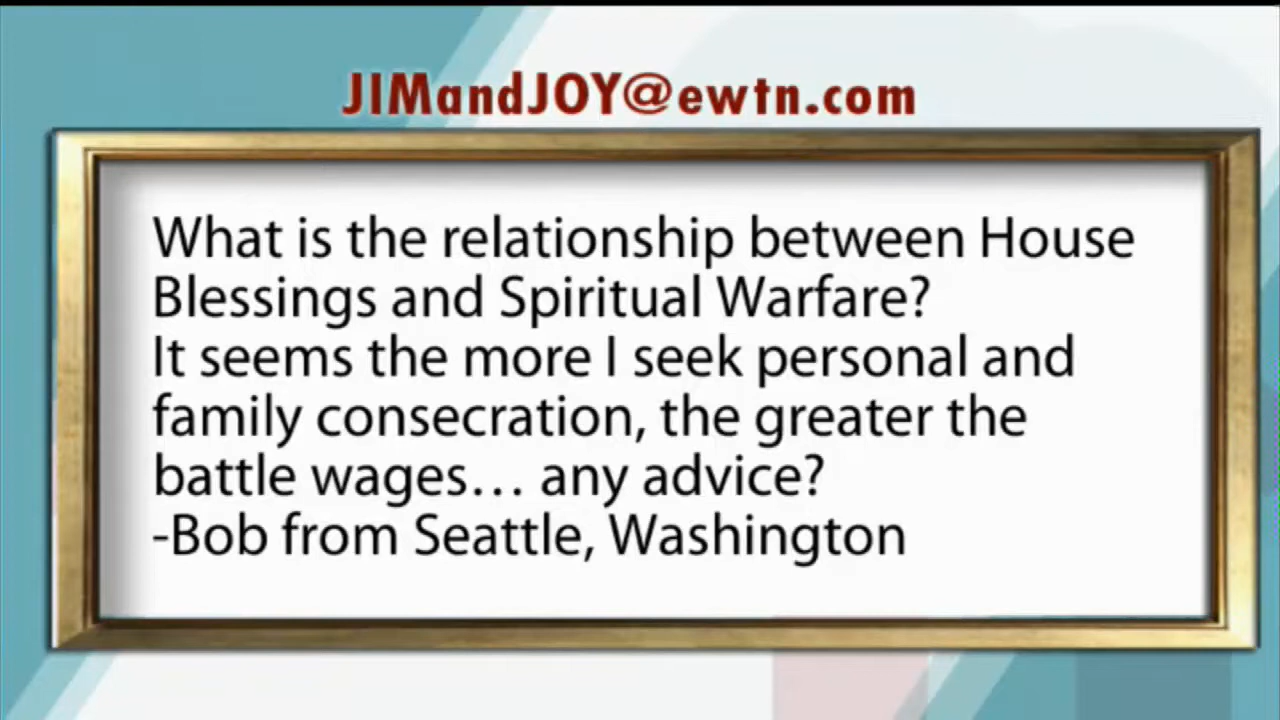 JIMandJOY@ewtn.com
What is the relationship between House
Blessings and Spiritual Warfare?
It seems the more I seek personal and
family consecration, the greater the
battle wages... any advice?
-Bob from Seattle, Washington